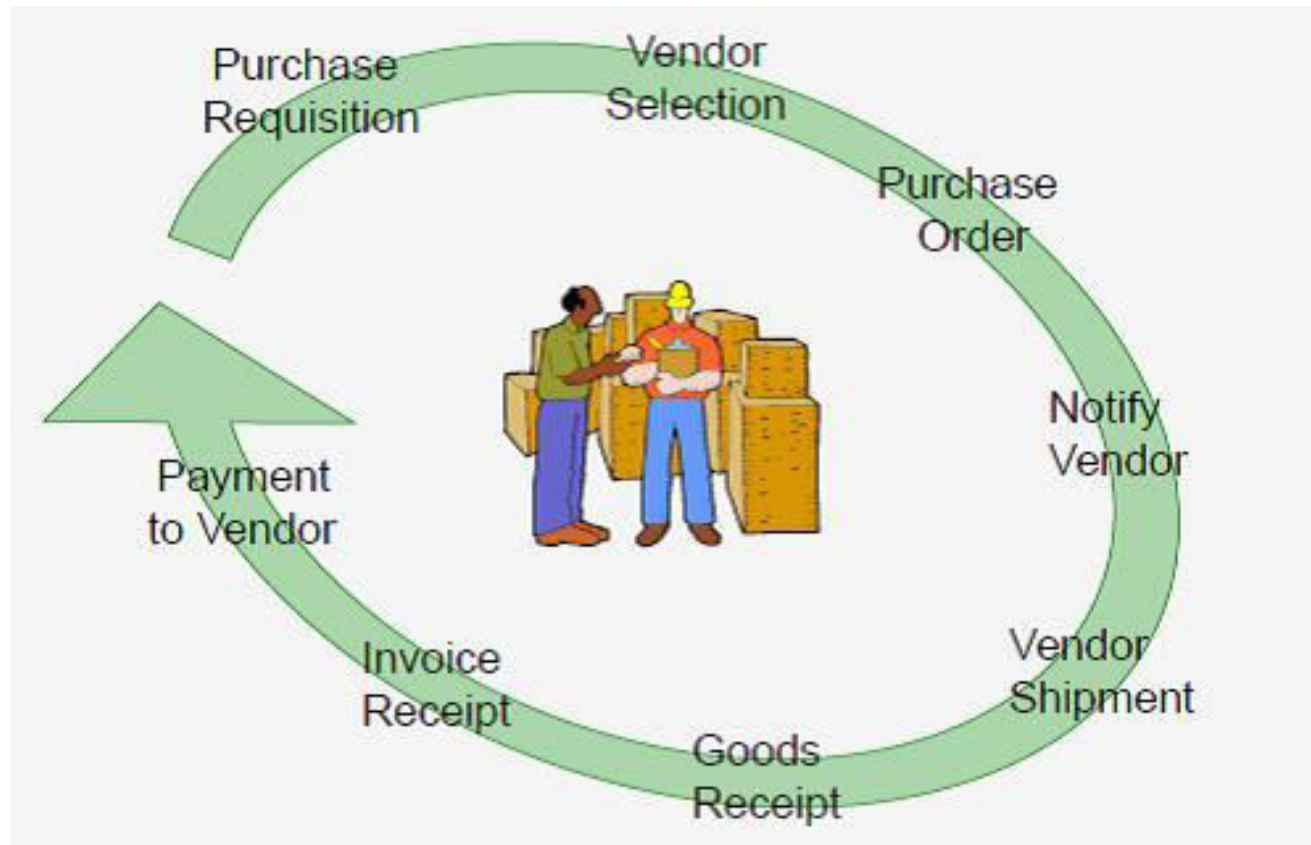 Purchase
Requisition
Vendor
Selection
Purchase
Order
Notify
Vendor
Vendor
Shipment
Goods
Receipt
Invoice
Receipt
Payment
to Vendor